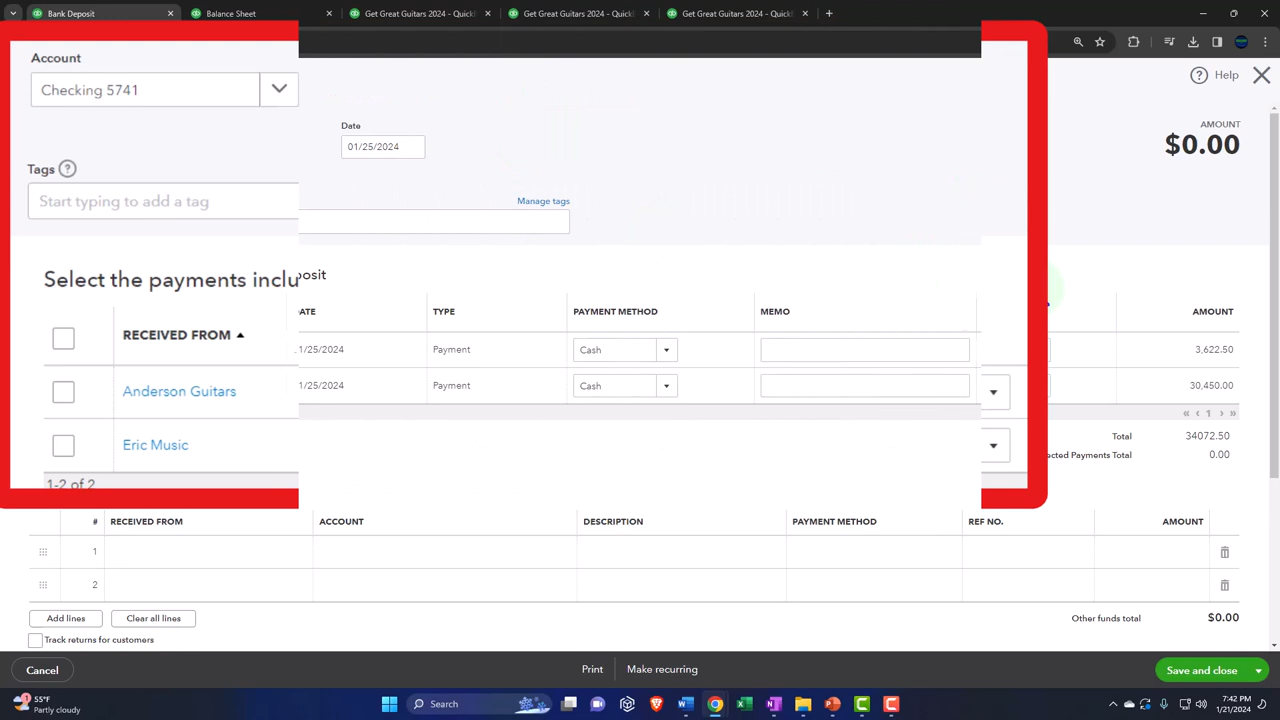 Bank Deposit
Balance Sheet
Get Great Guitars 2024 - QuickB
Get Great Guitars 2024 - QuickB
Get Great Guitars 2024 - QuickB
Help
Account
Checking 5741
Date
01/25/2024
AMOUNT
$0.00
Tags
Start typing to add a tag
Manage tags
Select the payments inclu
osit
RECEIVED FROM
TYPE
PAYMENT METHOD
MEMO
AMOUNT
Anderson Guitars
1/25/2024
Payment
Cash
3,622.50
Eric Music
1/25/2024
Payment
Cash
30,450.00
1-2 of 2
« ‹ 1 › »
Total
34072.50
ected Payments Total
0.00
# RECEIVED FROM ACCOUNT DESCRIPTION PAYMENT METHOD REF NO. AMOUNT
1
2
Add lines
Clear all lines
Other funds total
$0.00
Track returns for customers
Cancel
Print
Make recurring
Save and close
55°F
Partly cloudy
Search
7:42 PM
1/21/2024